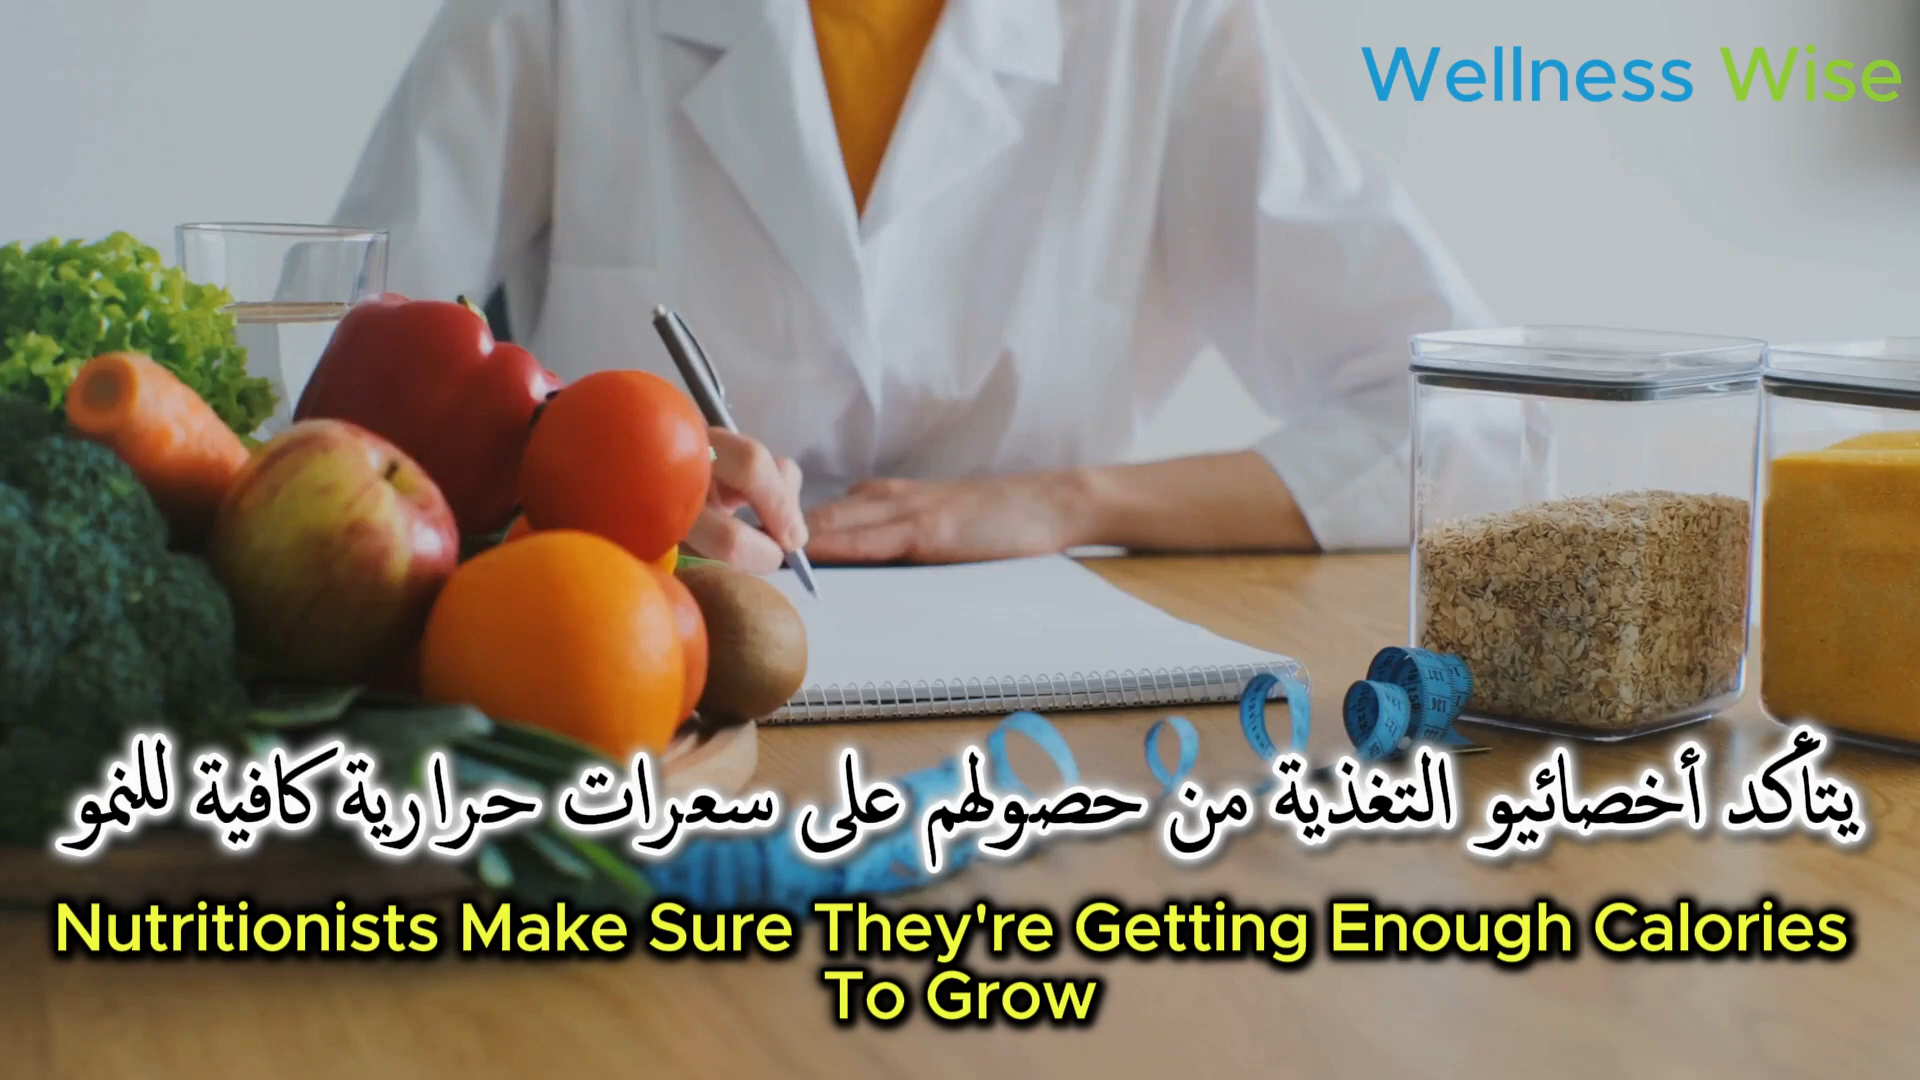 Wellness Wise
يتأكد أخصائيو التغذية من حصولهم على سعرات حرارية كافية للنمو
Nutritionists Make Sure They're Getting Enough Calories
To Grow